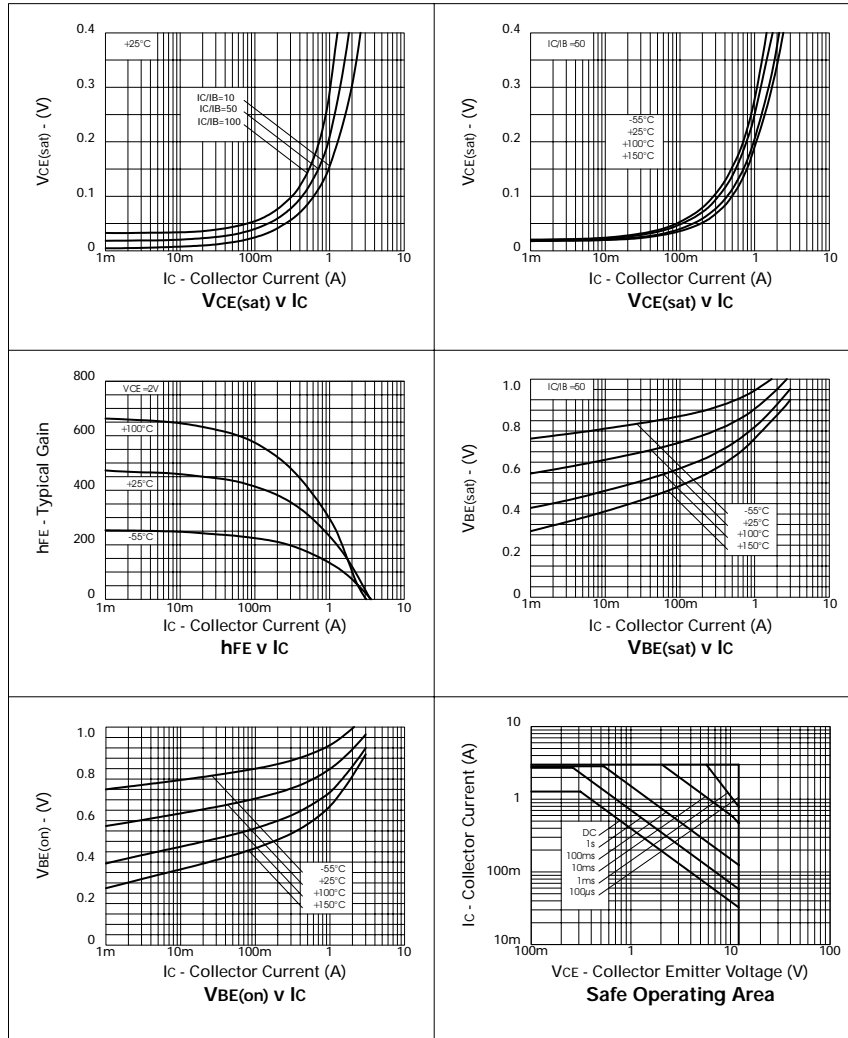 0.4
+25°C
0.3
IC/IB=10
IC/IB=50
IC/IB=100
0.2
0.1
0
VCE(sat) - (V)
1m 10m 100m 1 10
IC - Collector Current (A)
VCE(sat) v IC
0.4
IC/IB=50
0.3
-55°C
+25°C
+100°C
+150°C
0.2
0.1
0
VCE(sat) - (V)
1m 10m 100m 1 10
IC - Collector Current (A)
VCE(sat) v IC
800
VCE=2V
600
+100°C
400
+25°C
200
-55°C
0
hFE - Typical Gain
1m 10m 100m 1 10
IC - Collector Current (A)
hFE v IC
1.0
IC/IB=50
0.8
0.6
0.4
-55°C
+25°C
+100°C
+150°C
0.2
0
VBE(sat) - (V)
1m 10m 100m 1 10
IC - Collector Current (A)
VBE(sat) v IC
1.0
0.8
0.6
0.4
-55°C
+25°C
+100°C
+150°C
0.2
0
VBE(on) - (V)
1m 10m 100m 1 10
IC - Collector Current (A)
VBE(on) v IC
10
1
DC
1s
100ms
10ms
1ms
100µs
100m
10m
IC - Collector Current (A)
100m 1 10 100
VCE - Collector Emitter Voltage (V)
Safe Operating Area